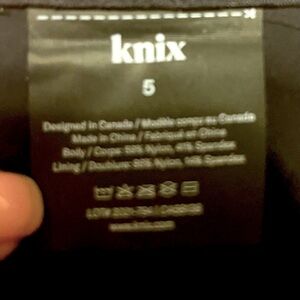 knix
5
Designed in Canada / Modèle conçu au Canada
Made in China / Fabriqué en Chine
Body / Corps: Nylon, Spandex
Lining / Doublure: Nylon, Spandex
LOT#
www.knix.com